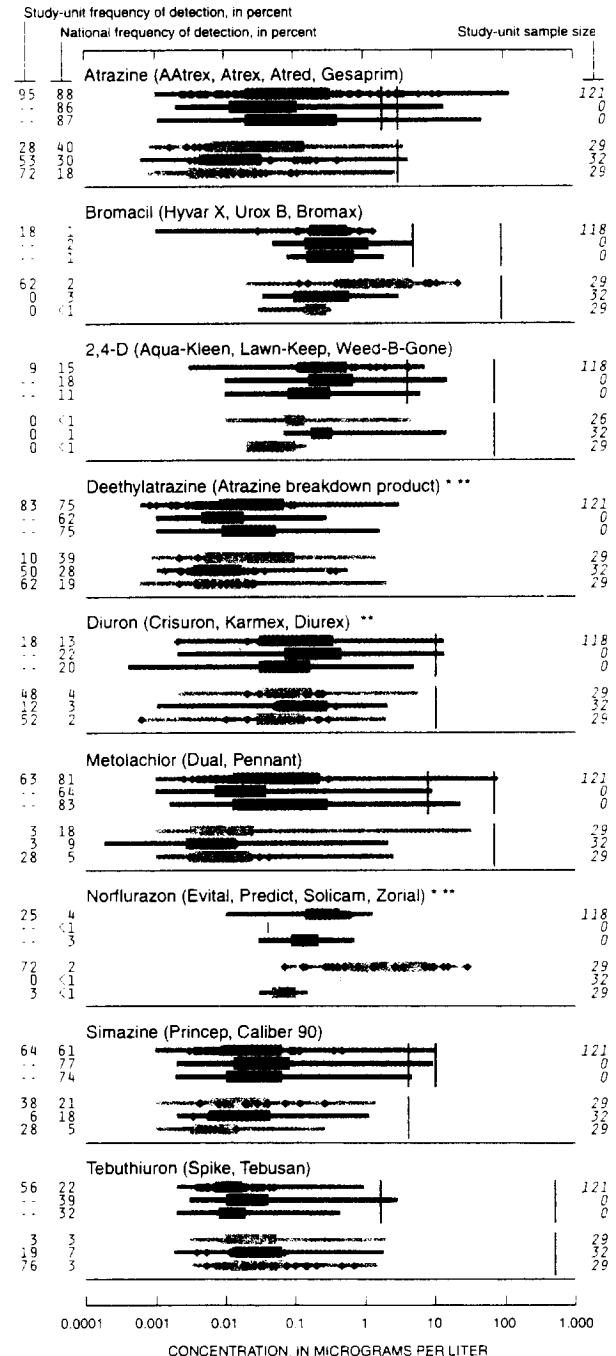 Study-unit frequency of detection, in percent
National frequency of detection, in percent Study-unit sample size
Atrazine (AAtrex, Atrex, Atred, Gesaprim)
95 88 121
-- 86 0
-- 87 0
28 40 29
53 30 32
72 18 29
Bromacil (Hyvar X, Urox B, Bromax)
18 1 118
-- 2 0
-- 1 0
62 2 29
0 3 32
0 <1 29
2,4-D (Aqua-Kleen, Lawn-Keep, Weed-B-Gone)
9 15 118
-- 18 0
-- 11 0
0 <1 26
0 1 32
0 <1 29
Deethylatrazine (Atrazine breakdown product) * **
83 75 121
-- 62 0
-- 75 0
10 39 29
50 28 32
62 19 29
Diuron (Crisuron, Karmex, Diurex) **
18 13 118
-- 22 0
-- 20 0
48 4 29
12 3 32
52 2 29
Metolachlor (Dual, Pennant)
63 81 121
-- 64 0
-- 83 0
3 18 29
3 9 32
28 5 29
Norflurazon (Evital, Predict, Solicam, Zorial) * **
25 4 118
-- <1 0
-- 3 0
72 2 29
0 <1 32
3 <1 29
Simazine (Princep, Caliber 90)
64 61 121
-- 77 0
-- 74 0
38 21 29
6 18 32
28 5 29
Tebuthiuron (Spike, Tebusan)
56 22 121
-- 39 0
-- 32 0
3 3 29
19 7 32
76 3 29
0.0001 0.001 0.01 0.1 1 10 100 1.000
CONCENTRATION, IN MICROGRAMS PER LITER